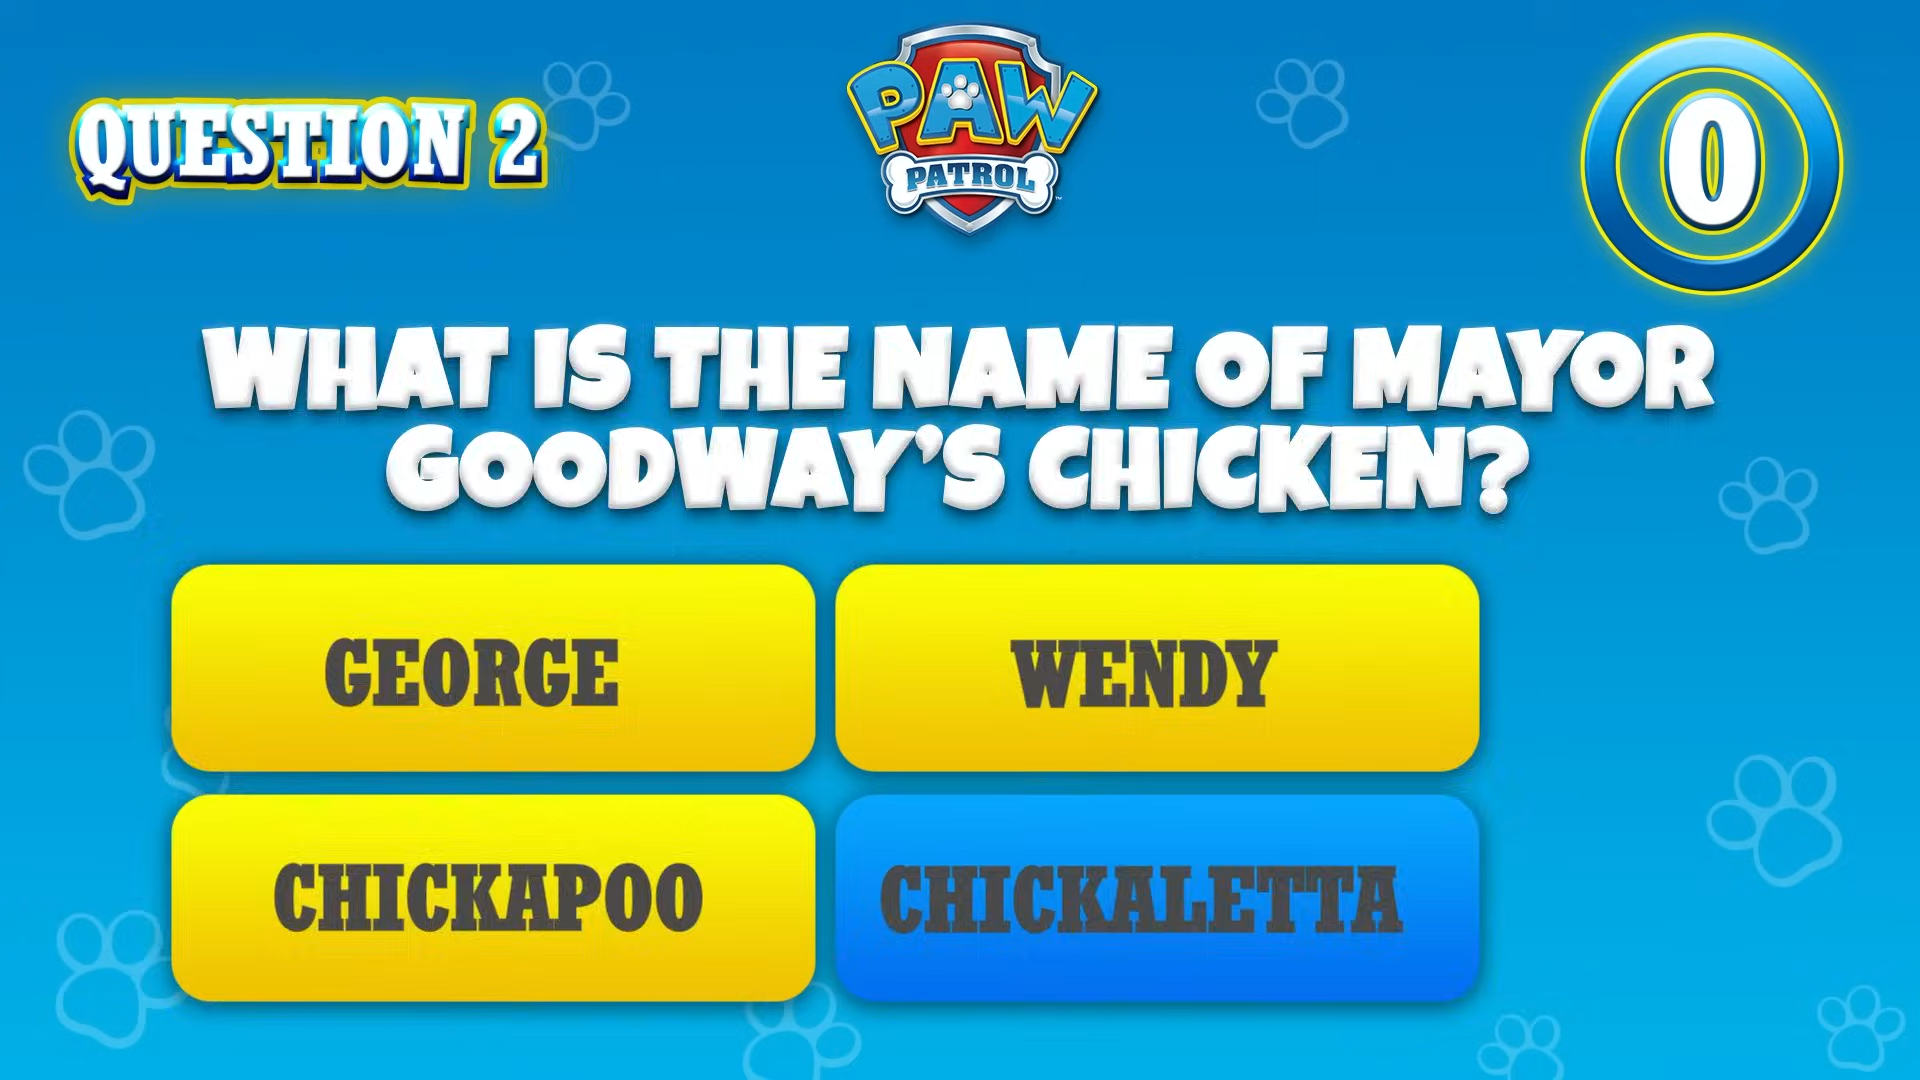 QUESTION 2
PAW
PATROL
0
WHAT IS THE NAME OF MAYOR
GOODWAY'S CHICKEN?
GEORGE
WENDY
CHICKAPOO
CHICKALETTA